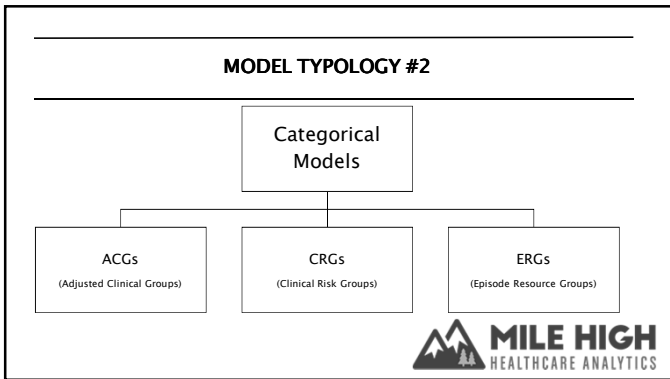 MODEL TYPOLOGY #2
Categorical
Models
ACGs
(Adjusted Clinical Groups)
CRGs
(Clinical Risk Groups)
ERGs
(Episode Resource Groups)
MILE HIGH
HEALTHCARE ANALYTICS